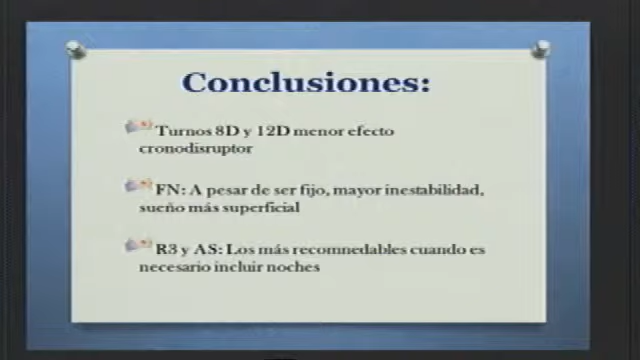 Conclusiones:
Turnos 8D y 12D menor efecto
cronodisruptor
FN: A pesar de ser fijo, mayor inestabilidad,
sueño más superficial
R3 y AS: Los más recomnedables cuando es
necesario incluir noches